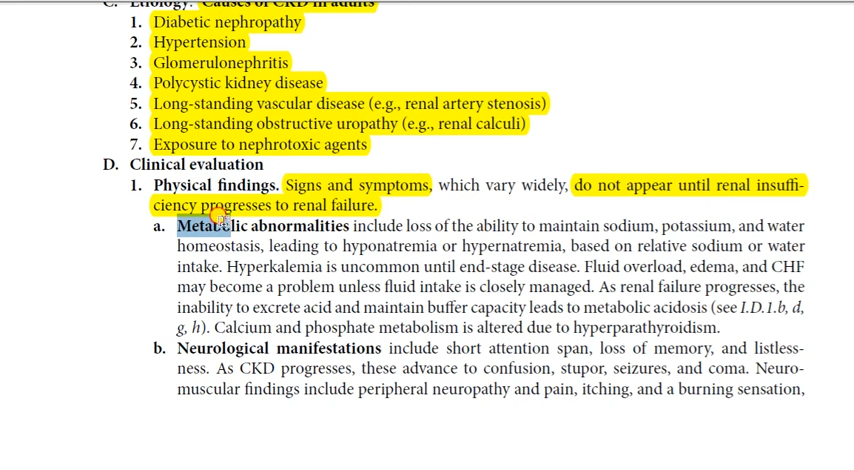 C. Etiology. Causes of CKD in adults
1. Diabetic nephropathy
2. Hypertension
3. Glomerulonephritis
4. Polycystic kidney disease
5. Long-standing vascular disease (e.g., renal artery stenosis)
6. Long-standing obstructive uropathy (e.g., renal calculi)
7. Exposure to nephrotoxic agents
D. Clinical evaluation
1. Physical findings. Signs and symptoms, which vary widely, do not appear until renal insuffi-
ciency progresses to renal failure.
a. Metabolic abnormalities include loss of the ability to maintain sodium, potassium, and water
homeostasis, leading to hyponatremia or hypernatremia, based on relative sodium or water
intake. Hyperkalemia is uncommon until end-stage disease. Fluid overload, edema, and CHF
may become a problem unless fluid intake is closely managed. As renal failure progresses, the
inability to excrete acid and maintain buffer capacity leads to metabolic acidosis (see I.D.1.b, d,
g, h). Calcium and phosphate metabolism is altered due to hyperparathyroidism.
b. Neurological manifestations include short attention span, loss of memory, and listless-
ness. As CKD progresses, these advance to confusion, stupor, seizures, and coma. Neuro-
muscular findings include peripheral neuropathy and pain, itching, and a burning sensation,